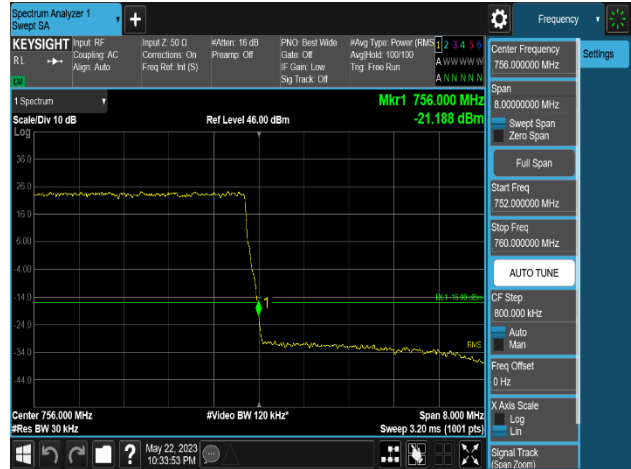 Spectrum Analyzer 1
Swept SA
+
Frequency
KEYSIGHT
RL
Input: RF
Coupling: AC
Align: Auto
Input Z: 50 Ω
Corrections: On
Freq Ref: Int (S)
#Atten: 16 dB
Preamp: Off
PNO: Best Wide
Gate: Off
IF Gain: Low
Sig Track: Off
#Avg Type: Power (RMS
Avg|Hold: 100/100
Trig: Free Run
1 2 3 4 5 6
A W W W W W
A N N N N N
1 Spectrum
Scale/Div 10 dB
Ref Level 46.00 dBm
Mkr1 756.000 MHz
-21.188 dBm
Log
36.0
26.0
16.0
6.00
-4.00
-14.0
-24.0
-34.0
-44.0
1
DL1 -16.00 dBm
RMS
Center 756.000 MHz
#Res BW 30 kHz
#Video BW 120 kHz*
Span 8.000 MHz
Sweep 3.20 ms (1001 pts)
May 22, 2023
10:33:53 PM
?
Center Frequency
756.000000 MHz
Settings
Span
8.00000000 MHz
Swept Span
Zero Span
Full Span
Start Freq
752.000000 MHz
Stop Freq
760.000000 MHz
AUTO TUNE
CF Step
800.000 kHz
Auto
Man
Freq Offset
0 Hz
X Axis Scale
Log
Lin
Signal Track
(Span Zoom)